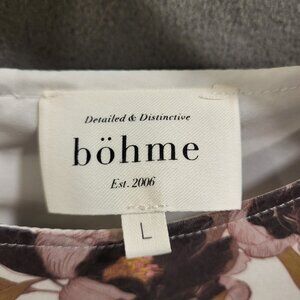 Detailed & Distinctive
böhme
Est. 2006
L